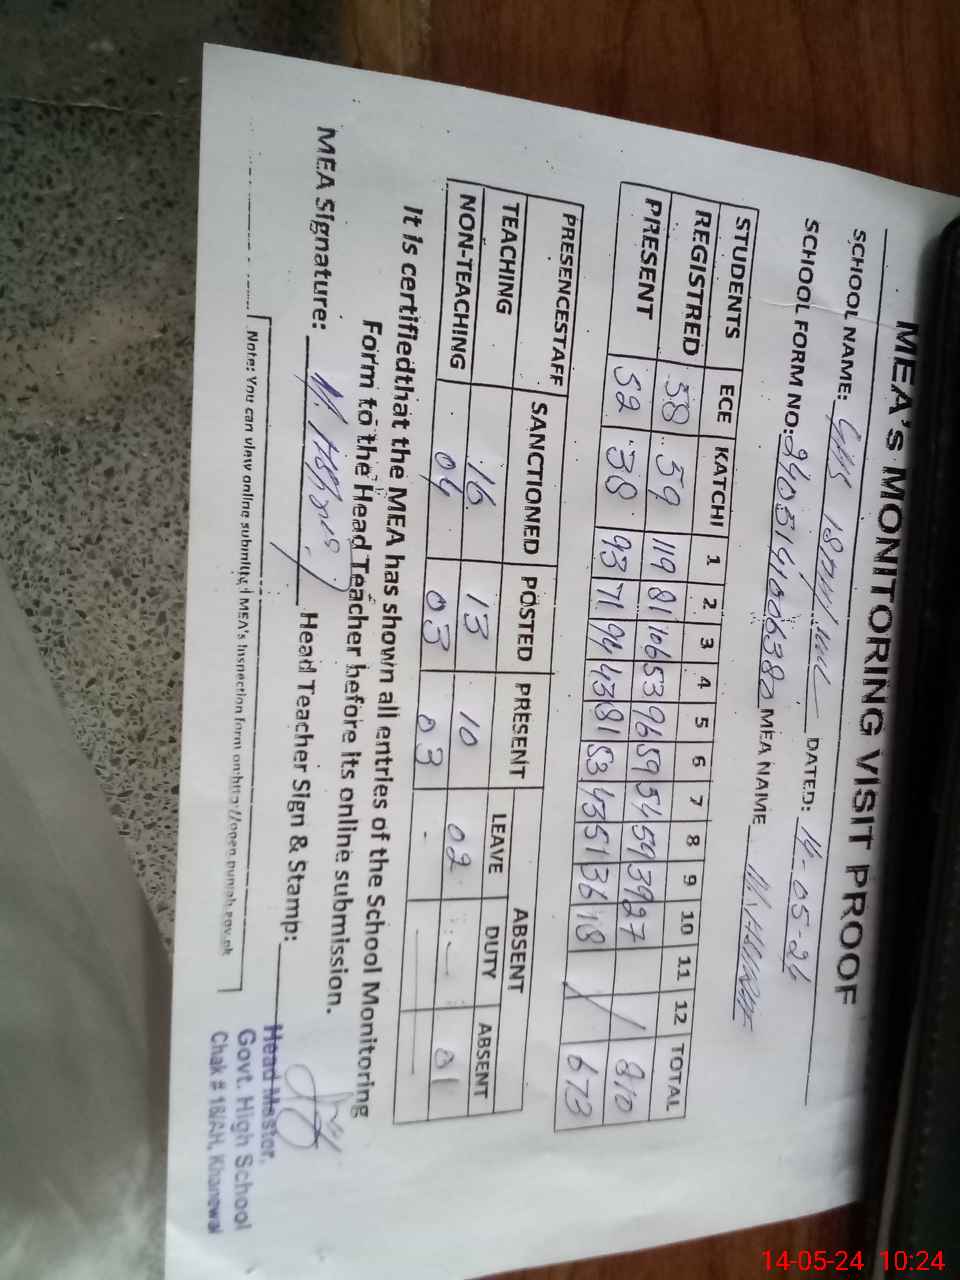 MEA's MONITORING VISIT PROOF
SCHOOL NAME: GHS DATED: 14-05-24
SCHOOL FORM NO: MEA NAME
STUDENTS ECE KATCHI 1 2 3 4 5 6 7 8 9 10 11 12 TOTAL
REGISTRED 58 59 119 81 106 53 96 59 54 59 39 27 / 810
PRESENT 52 38 93 71 94 43 81 53 43 51 36 18 / 673
PRESENCESTAFF SANCTIONED POSTED PRESENT ABSENT
LEAVE DUTY ABSENT
TEACHING 16 13 10 02 - 01
NON-TEACHING 04 03 03 -
It is certifiedthat the MEA has shown all entries of the School Monitoring
Form to the Head Teacher before its online submission.
MEA Signature: Head Teacher Sign & Stamp:
Head Master,
Govt. High School
Chak # 18/AH, Khanewal
Note: You can view online submitted MEA's Inspection form on:http://open.punjab.gov.pk
14-05-24 10:24